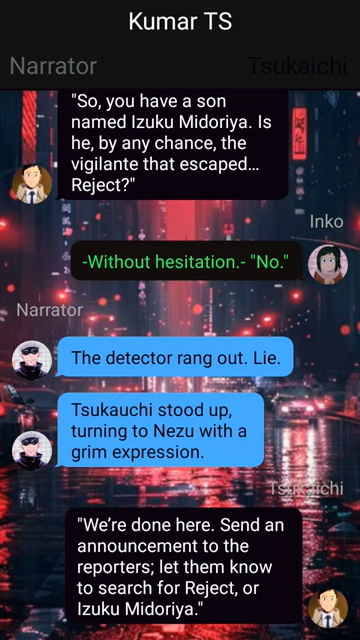 Kumar TS
Narrator
Tsukaichi
"So, you have a son
named Izuku Midoriya. Is
he, by any chance, the
vigilante that escaped…
Reject?"
Inko
-Without hesitation.- "No."
Narrator
The detector rang out. Lie.
Tsukauchi stood up,
turning to Nezu with a
grim expression.
Tsukaichi
"We're done here. Send an
announcement to the
reporters; let them know
to search for Reject, or
Izuku Midoriya."